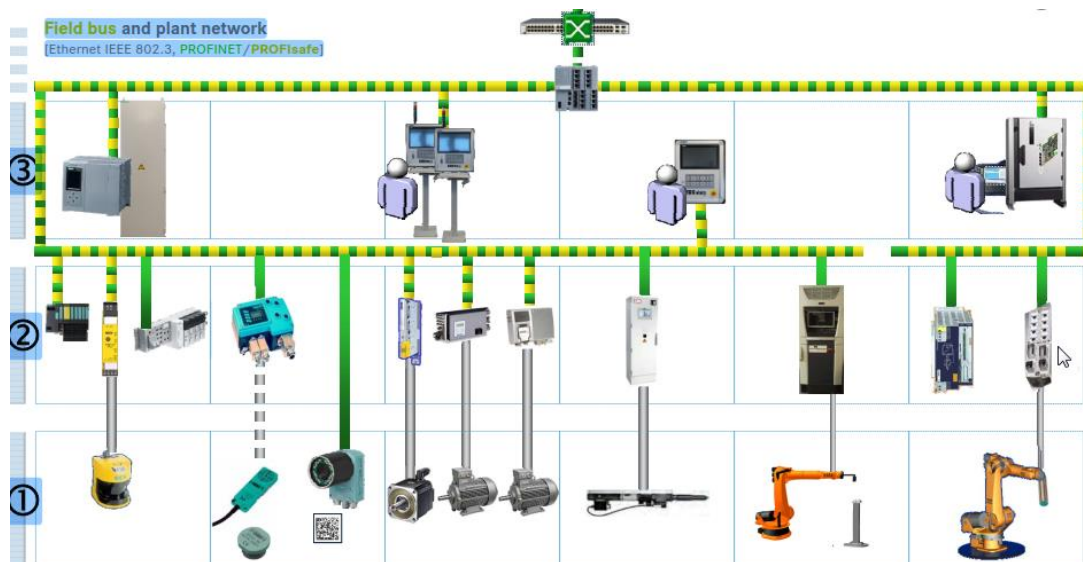 Field bus and plant network
[Ethernet IEEE 802.3, PROFINET/PROFIsafe]
③
②
①